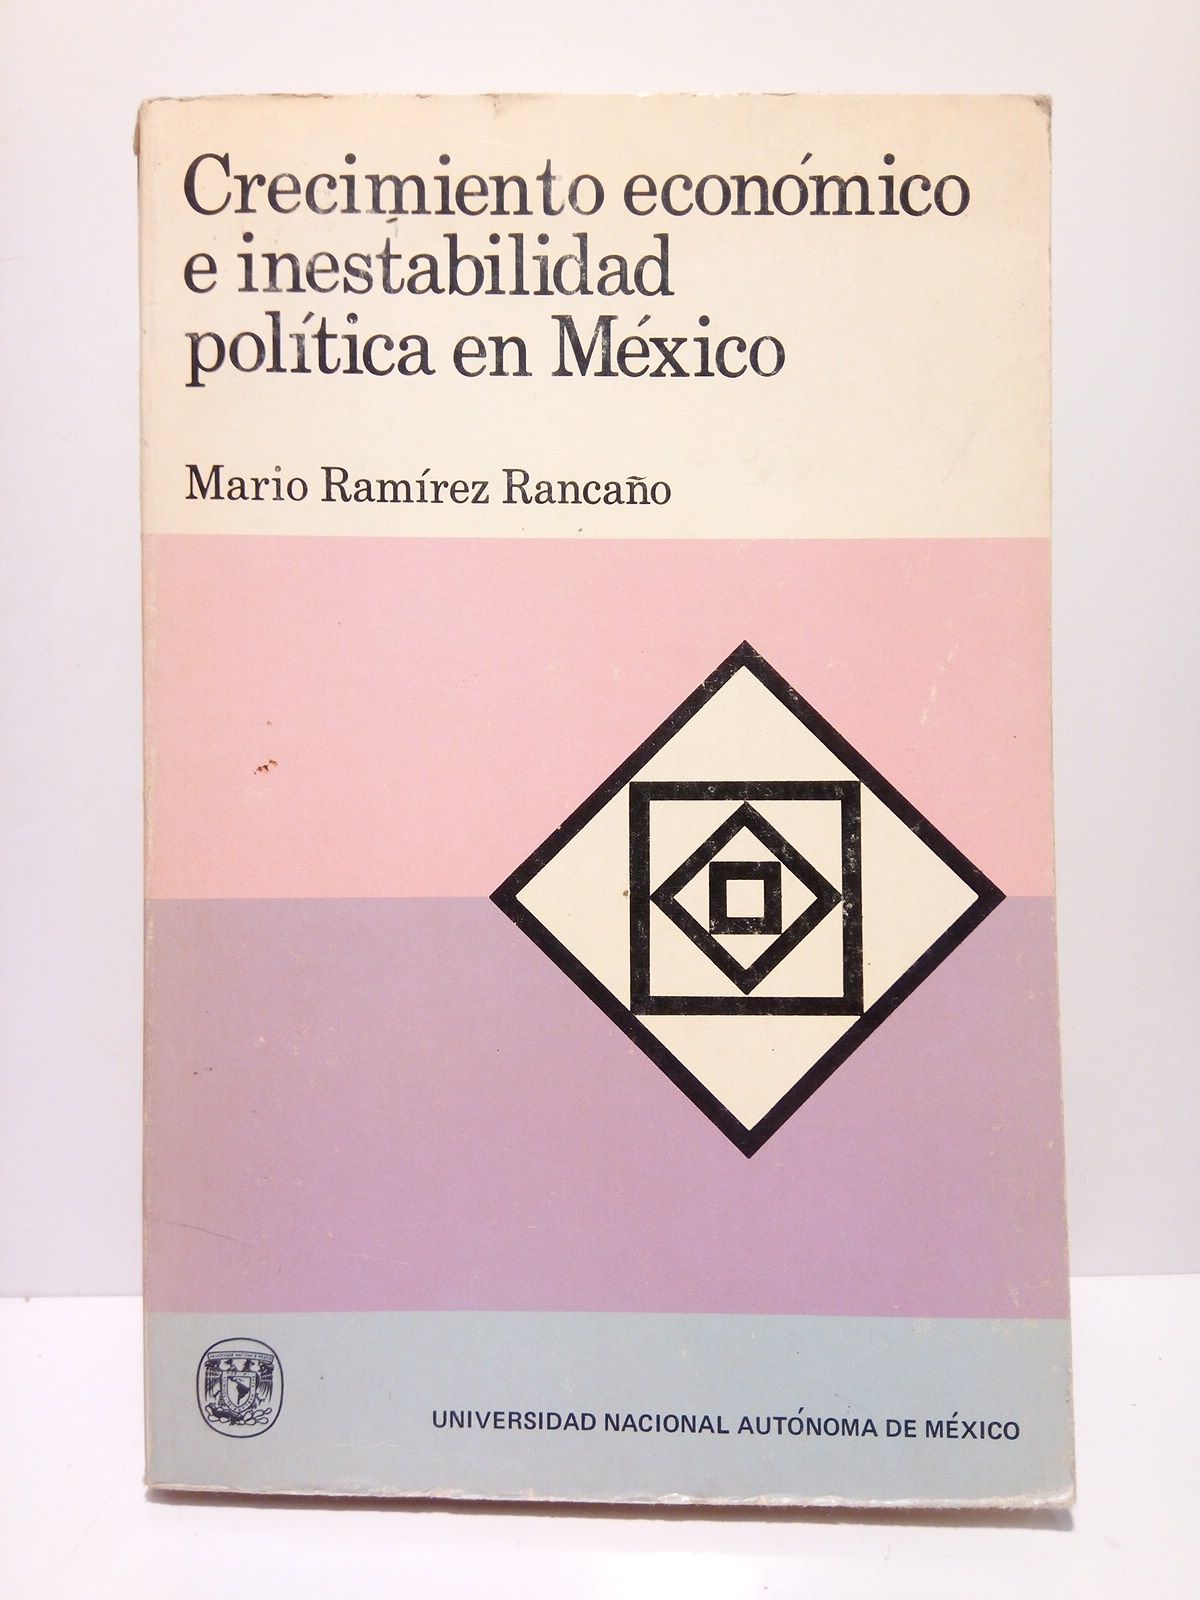 Crecimiento económico
e inestabilidad
política en México
Mario Ramírez Rancaño
UNIVERSIDAD NACIONAL AUTÓNOMA DE MÉXICO